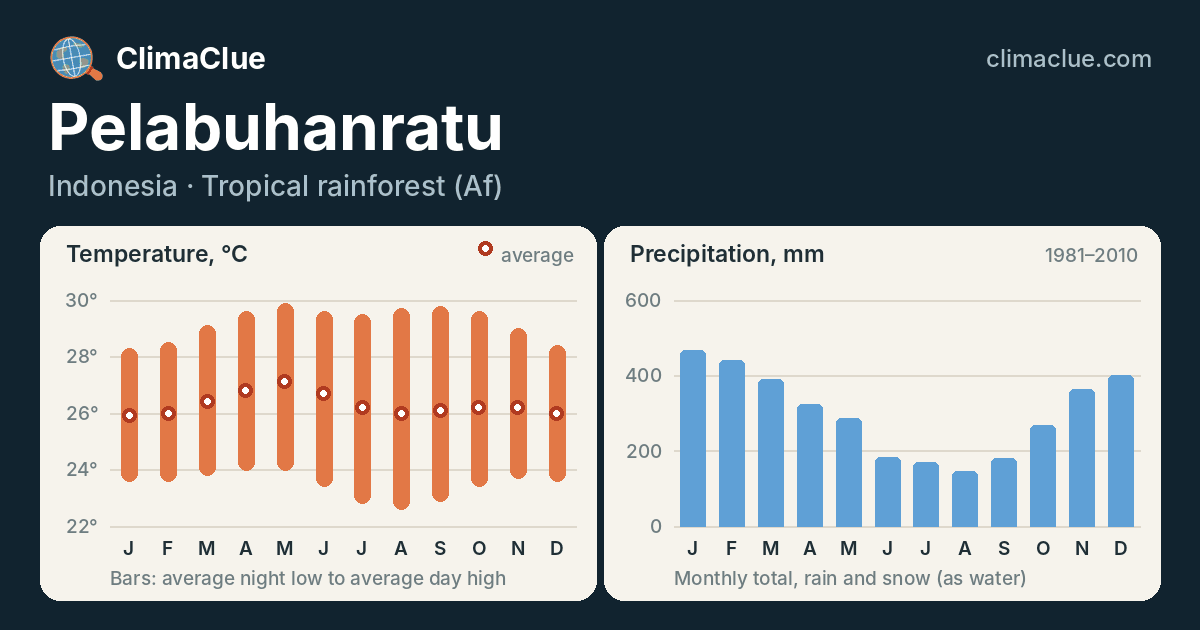 ClimaClue
climaclue.com
Pelabuhanratu
Indonesia · Tropical rainforest (Af)
Temperature, °C
average
30°
28°
26°
24°
22°
J F M A M J J A S O N D
Bars: average night low to average day high
Precipitation, mm
1981–2010
600
400
200
0
J F M A M J J A S O N D
Monthly total, rain and snow (as water)